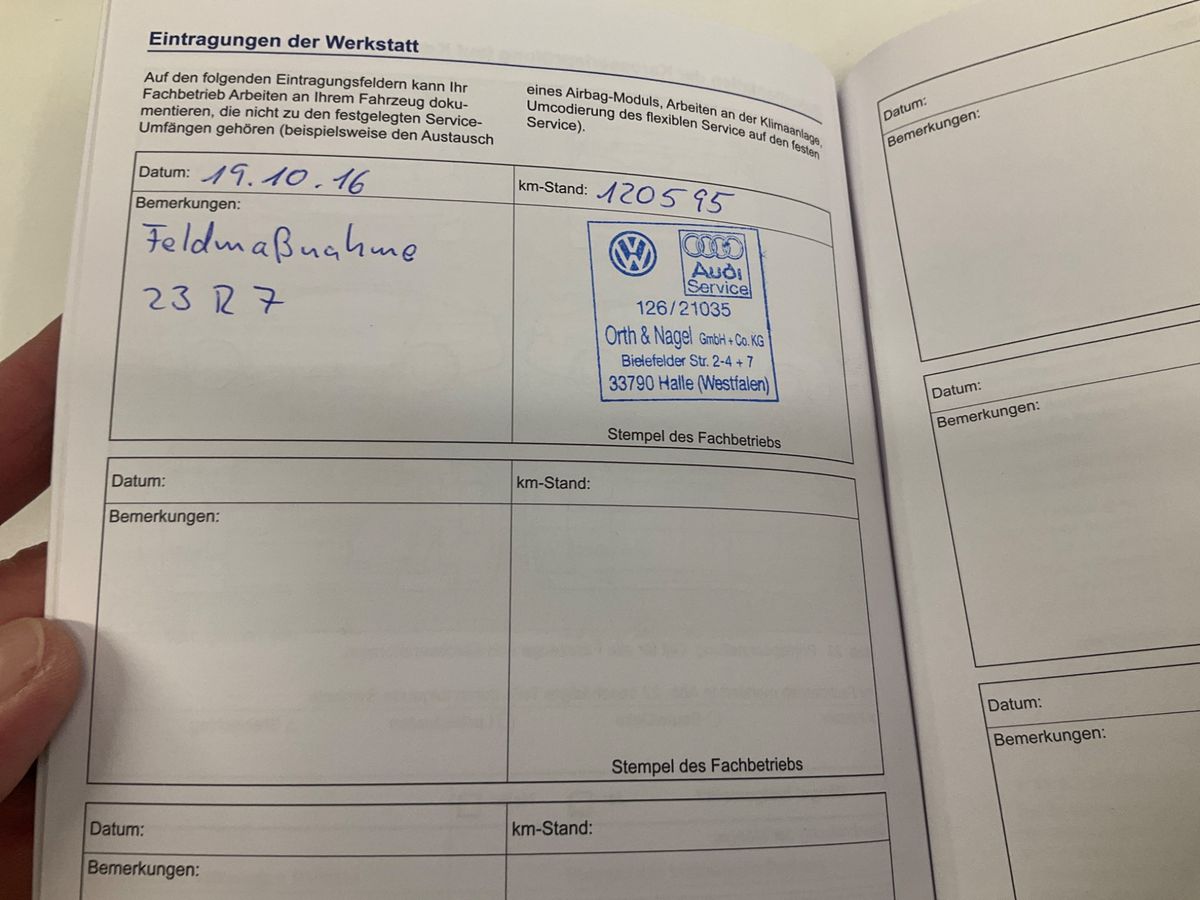 Eintragungen der Werkstatt
Auf den folgenden Eintragungsfeldern kann Ihr
Fachbetrieb Arbeiten an Ihrem Fahrzeug doku-
mentieren, die nicht zu den festgelegten Service-
Umfängen gehören (beispielsweise den Austausch
eines Airbag-Moduls, Arbeiten an der Klimaanlage,
Umcodierung des flexiblen Service auf den festen
Service).
Datum: 19.10.16
km-Stand: 120595
Bemerkungen:
Feldmaßnahme
23 R 7
VW
Audi
Service
126/21035
Orth & Nagel GmbH + Co. KG
Bielefelder Str. 2-4 + 7
33790 Halle (Westfalen)
Stempel des Fachbetriebs
Datum:
km-Stand:
Bemerkungen:
Stempel des Fachbetriebs
Datum:
km-Stand:
Bemerkungen:
Datum:
Bemerkungen:
Datum:
Bemerkungen:
Datum:
Bemerkungen: